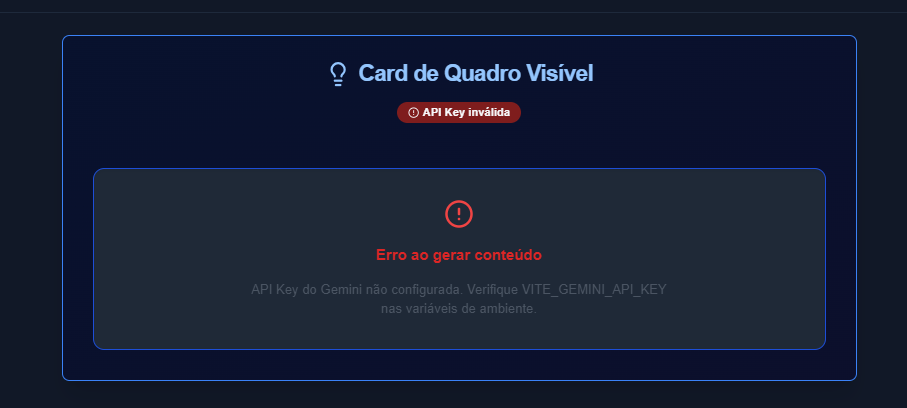 Card de Quadro Visível
API Key inválida
Erro ao gerar conteúdo
API Key do Gemini não configurada. Verifique VITE_GEMINI_API_KEY
nas variáveis de ambiente.